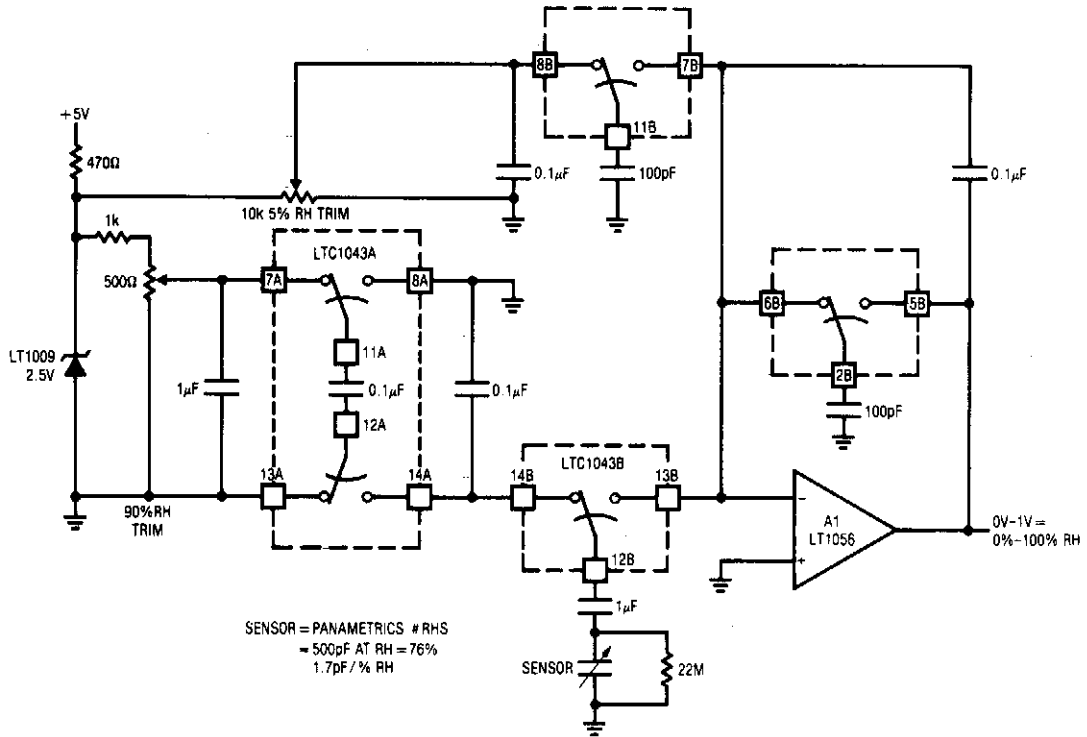 8B
7B
11B
+5V
470Ω
0.1µF
100pF
0.1µF
10k 5% RH TRIM
1k
LTC1043A
500Ω
7A
8A
6B
5B
LT1009
2.5V
11A
1µF
0.1µF
0.1µF
2B
12A
100pF
LTC1043B
13A
14A
14B
13B
90%RH
TRIM
−
A1
LT1056
+
0V–1V =
0%–100% RH
12B
1µF
SENSOR = PANAMETRICS # RHS
= 500pF AT RH = 76%
1.7pF/% RH
SENSOR
22M